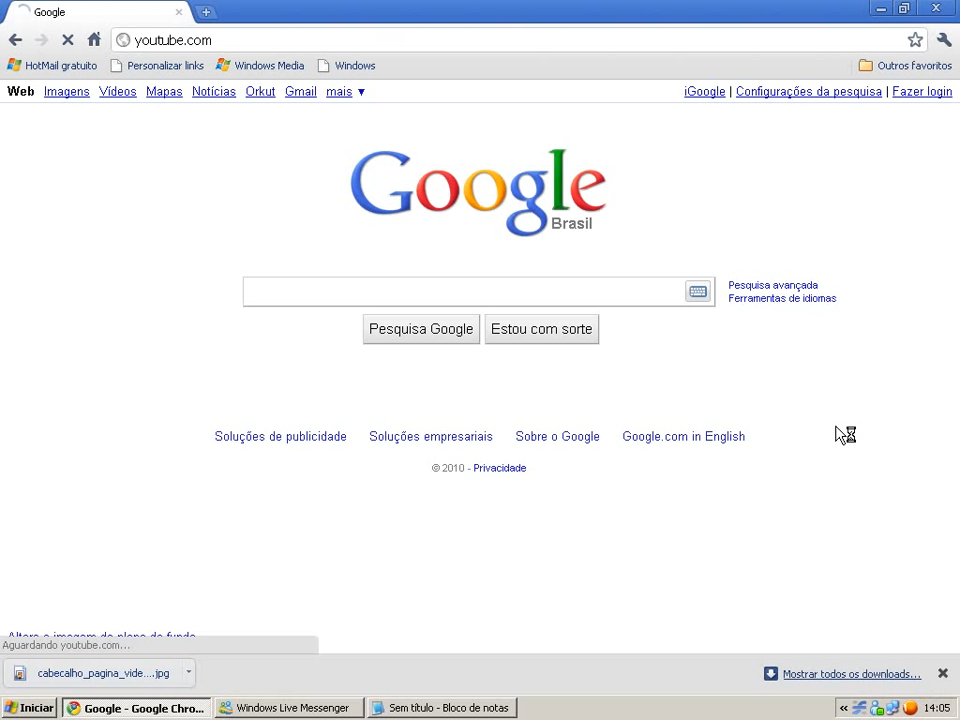 Google
youtube.com
HotMail gratuito Personalizar links Windows Media Windows Outros favoritos
Web Imagens Vídeos Mapas Notícias Orkut Gmail mais ▼ iGoogle | Configurações da pesquisa | Fazer login
Google
Brasil
Pesquisa avançada
Ferramentas de idiomas
Pesquisa Google Estou com sorte
Soluções de publicidade Soluções empresariais Sobre o Google Google.com in English
© 2010 - Privacidade
Altere a imagem do plano de fundo
Aguardando youtube.com...
cabecalho_pagina_vide....jpg Mostrar todos os downloads...
Iniciar Google - Google Chro... Windows Live Messenger Sem título - Bloco de notas « 14:05